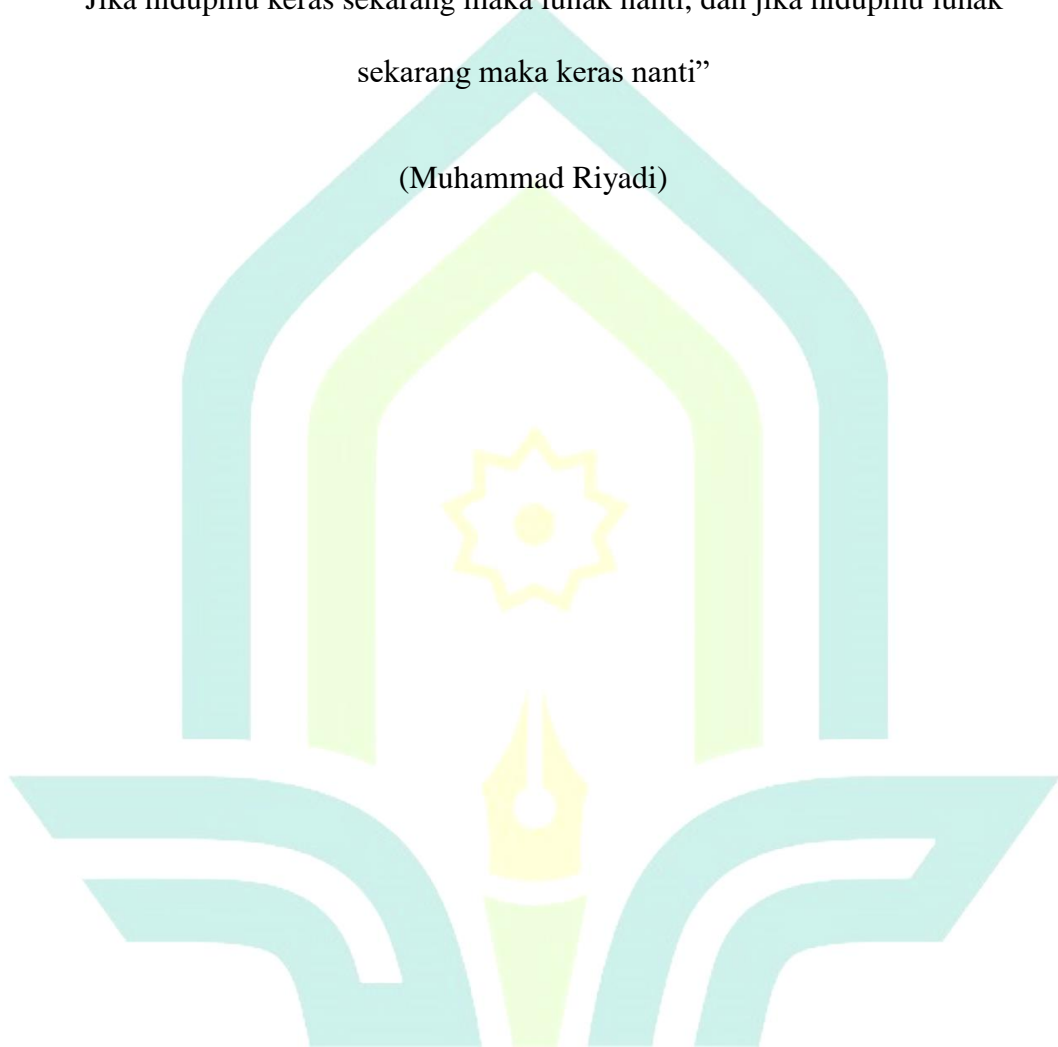 Jika hidupmu keras sekarang maka lunak nanti, dan jika hidupmu lunak
sekarang maka keras nanti”
(Muhammad Riyadi)